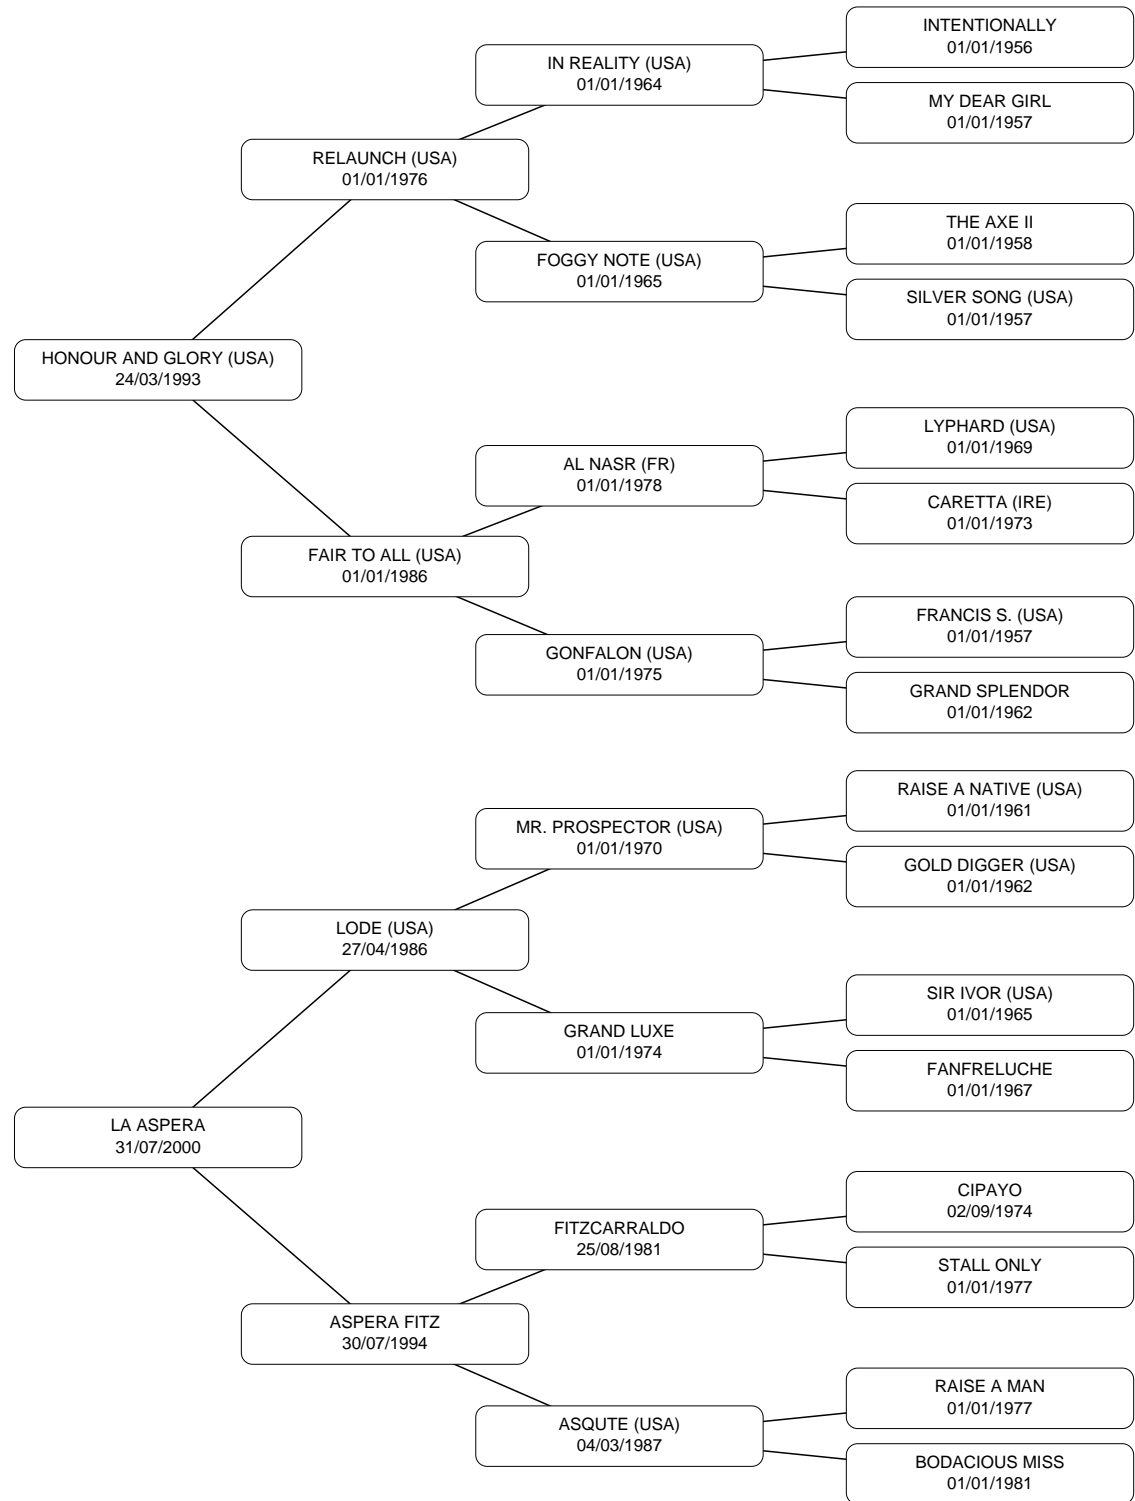 INTENTIONALLY
01/01/1956
IN REALITY (USA)
01/01/1964
MY DEAR GIRL
01/01/1957
RELAUNCH (USA)
01/01/1976
THE AXE II
01/01/1958
FOGGY NOTE (USA)
01/01/1965
SILVER SONG (USA)
01/01/1957
HONOUR AND GLORY (USA)
24/03/1993
LYPHARD (USA)
01/01/1969
AL NASR (FR)
01/01/1978
CARETTA (IRE)
01/01/1973
FAIR TO ALL (USA)
01/01/1986
FRANCIS S. (USA)
01/01/1957
GONFALON (USA)
01/01/1975
GRAND SPLENDOR
01/01/1962
RAISE A NATIVE (USA)
01/01/1961
MR. PROSPECTOR (USA)
01/01/1970
GOLD DIGGER (USA)
01/01/1962
LODE (USA)
27/04/1986
SIR IVOR (USA)
01/01/1965
GRAND LUXE
01/01/1974
FANFRELUCHE
01/01/1967
LA ASPERA
31/07/2000
CIPAYO
02/09/1974
FITZCARRALDO
25/08/1981
STALL ONLY
01/01/1977
ASPERA FITZ
30/07/1994
RAISE A MAN
01/01/1977
ASQUTE (USA)
04/03/1987
BODACIOUS MISS
01/01/1981